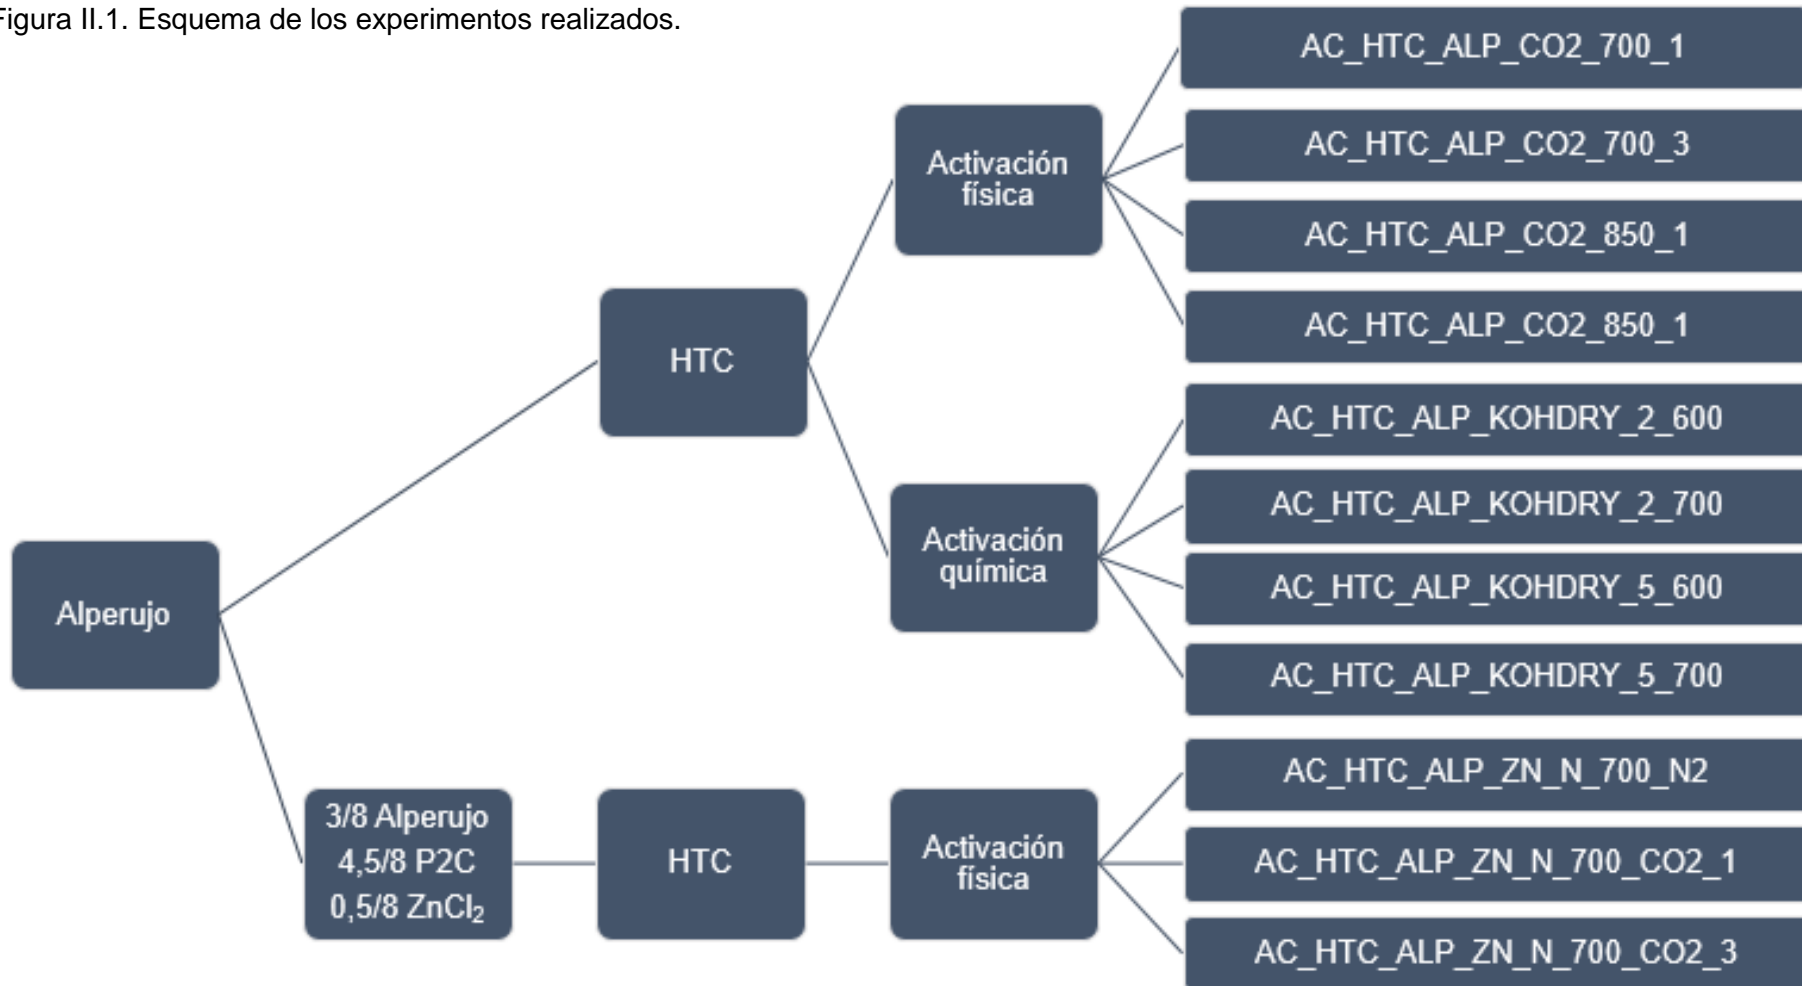 Figura II.1. Esquema de los experimentos realizados.
AC_HTC_ALP_CO2_700_1
AC_HTC_ALP_CO2_700_3
Activación
física
AC_HTC_ALP_CO2_850_1
AC_HTC_ALP_CO2_850_1
HTC
AC_HTC_ALP_KOHDRY_2_600
AC_HTC_ALP_KOHDRY_2_700
Activación
química
AC_HTC_ALP_KOHDRY_5_600
AC_HTC_ALP_KOHDRY_5_700
Alperujo
AC_HTC_ALP_ZN_N_700_N2
3/8 Alperujo
4,5/8 P2C
0,5/8 ZnCl₂
HTC
Activación
física
AC_HTC_ALP_ZN_N_700_CO2_1
AC_HTC_ALP_ZN_N_700_CO2_3